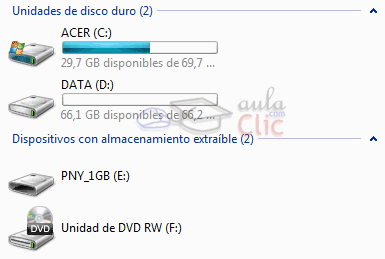 Unidades de disco duro (2)
ACER (C:)
29,7 GB disponibles de 69,7 ...
DATA (D:)
66,1 GB disponibles de 66,2 ...
aula
.com
Clic
Dispositivos con almacenamiento extraíble (2)
PNY_1GB (E:)
DVD
Unidad de DVD RW (F:)